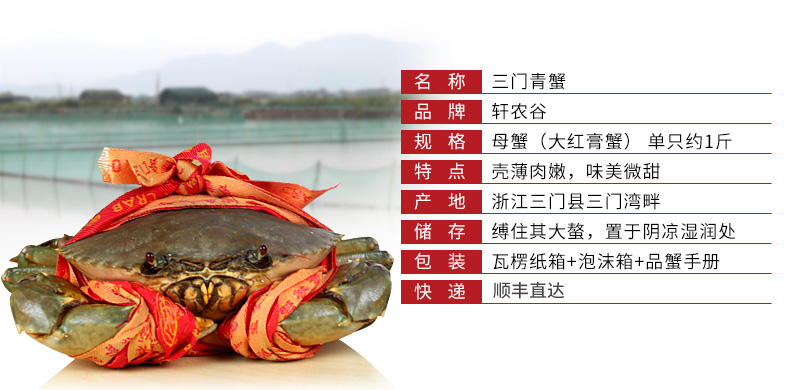 名称 三门青蟹
品牌 轩农谷
规格 母蟹（大红膏蟹） 单只约1斤
特点 壳薄肉嫩，味美微甜
产地 浙江三门县三门湾畔
储存 缚住其大螯，置于阴凉湿润处
包装 瓦楞纸箱+泡沫箱+品蟹手册
快递 顺丰直达
CRAB